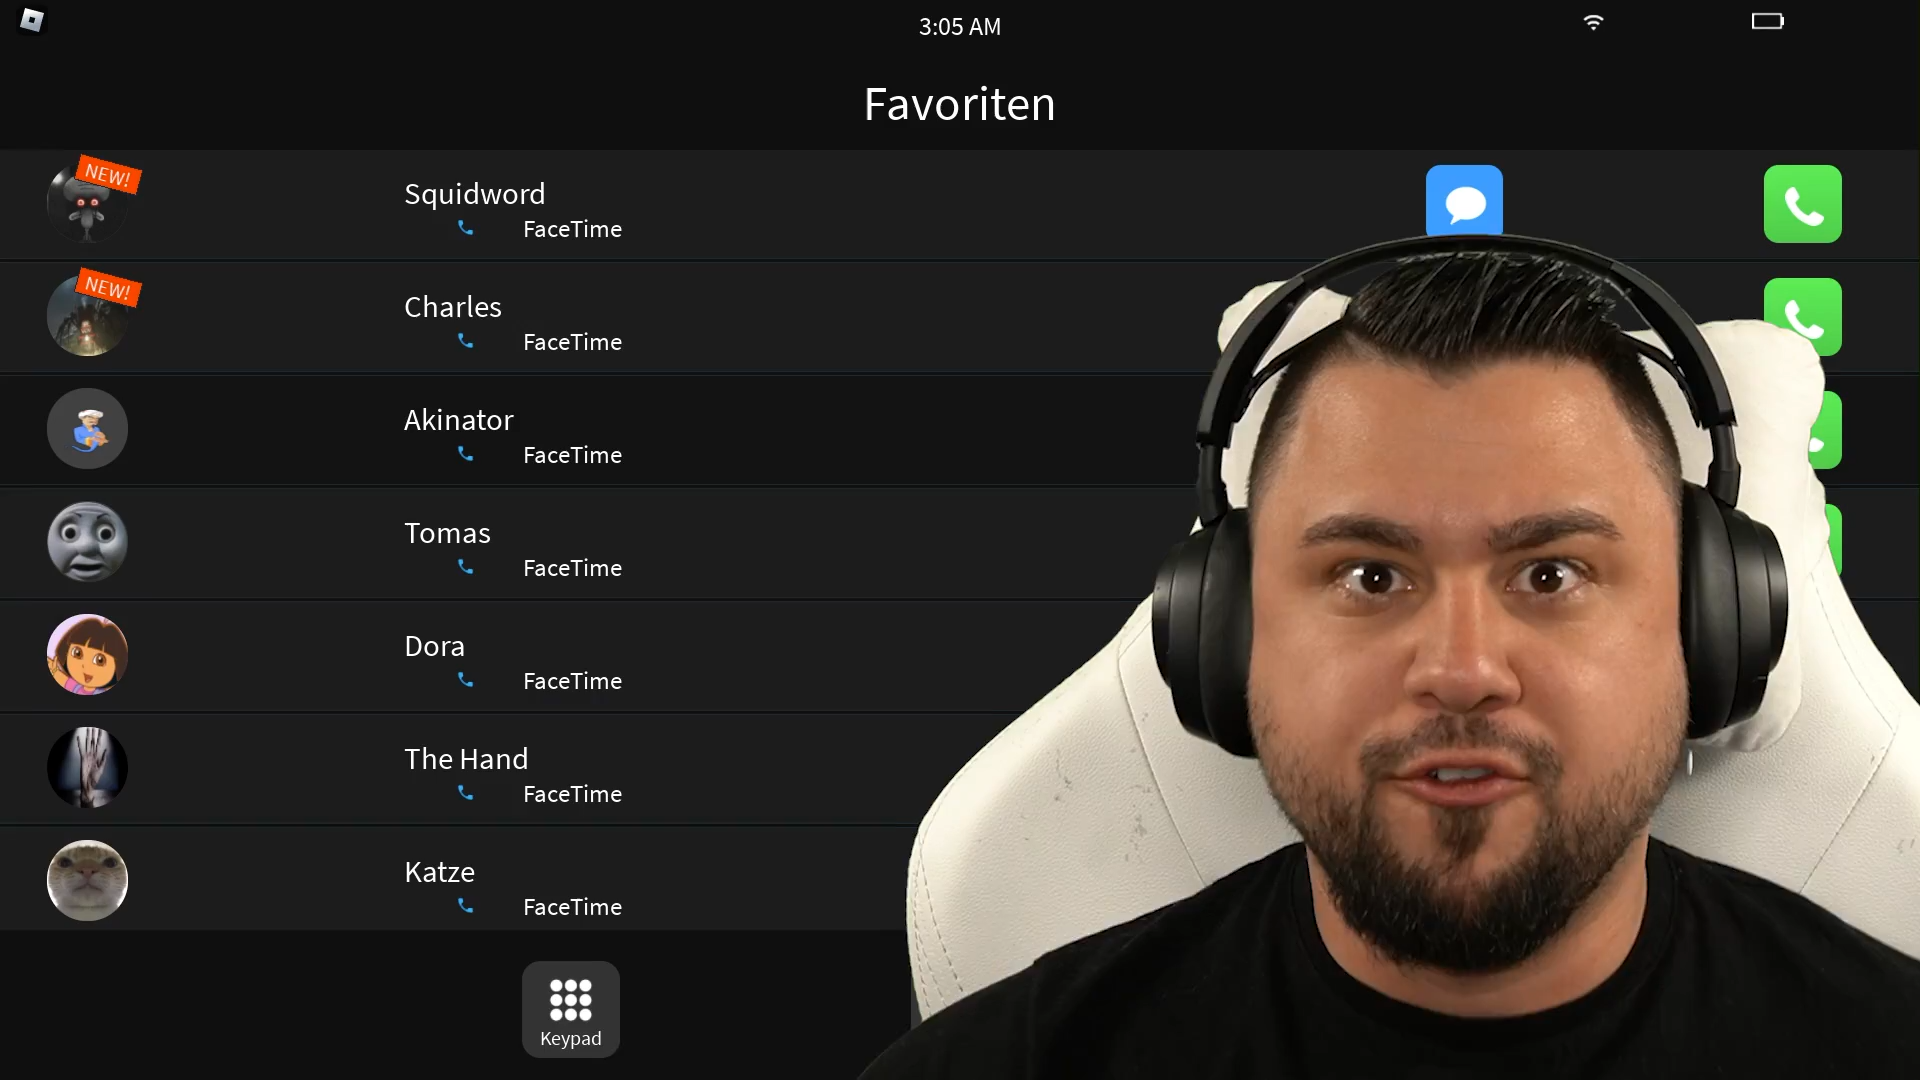 3:05 AM
Favoriten
NEW!
Squidword
FaceTime
NEW!
Charles
FaceTime
Akinator
FaceTime
Tomas
FaceTime
Dora
FaceTime
The Hand
FaceTime
Katze
FaceTime
Keypad